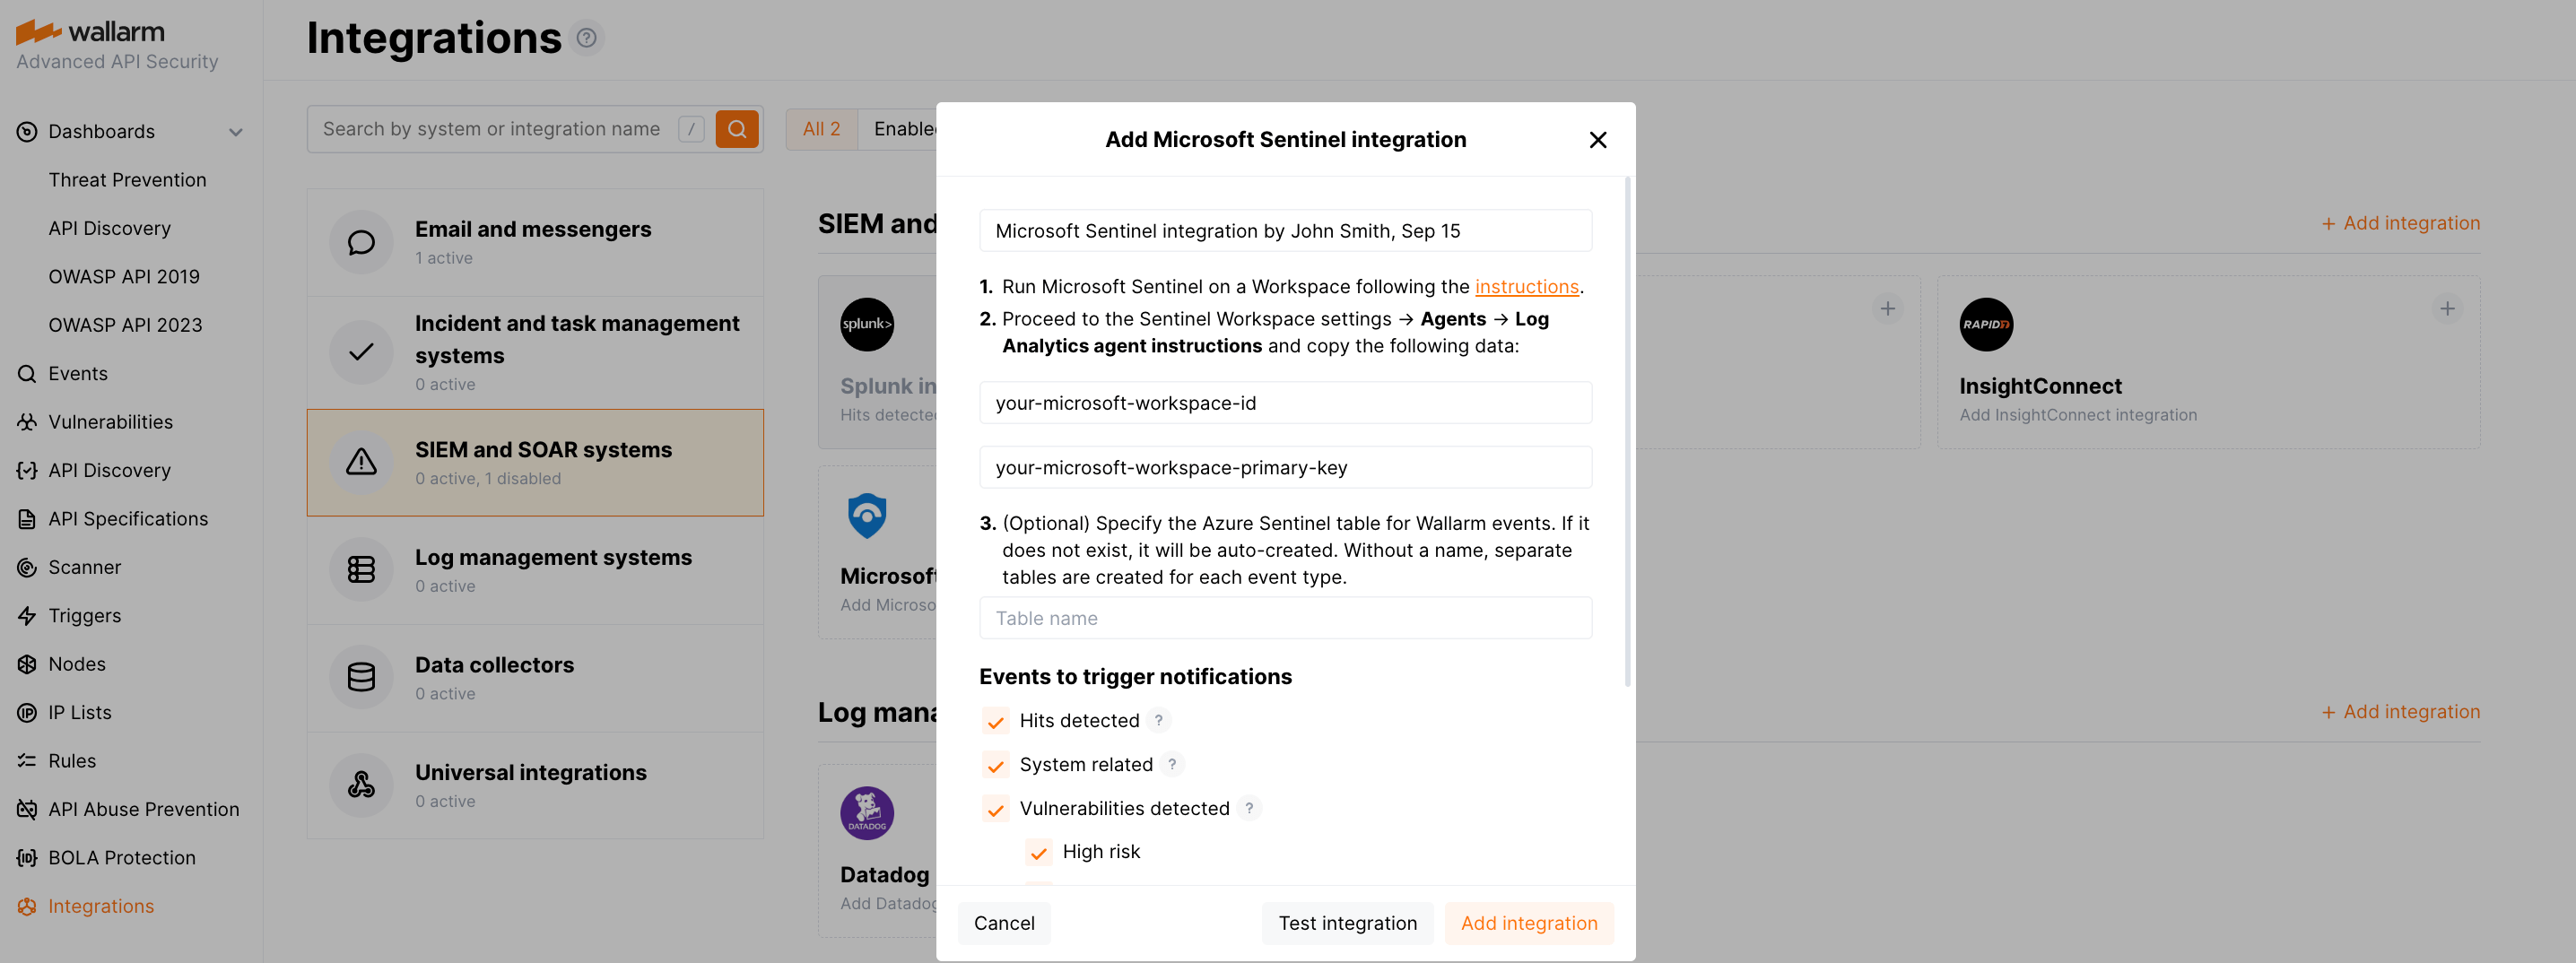 wallarm
Advanced API Security
Dashboards
Threat Prevention
API Discovery
OWASP API 2019
OWASP API 2023
Events
Vulnerabilities
API Discovery
API Specifications
Scanner
Triggers
Nodes
IP Lists
Rules
API Abuse Prevention
BOLA Protection
Integrations
Integrations ?
Search by system or integration name /
All 2 Enable
Email and messengers
1 active
Incident and task management
systems
0 active
SIEM and SOAR systems
0 active, 1 disabled
Log management systems
0 active
Data collectors
0 active
Universal integrations
0 active
SIEM and
+ Add integration
splunk>
Splunk in
Hits detecte
RAPID7
+
+
InsightConnect
Add InsightConnect integration
Microsof
Add Microso
Log mana
+ Add integration
DATADOG
Datadog
Add Datadog
Add Microsoft Sentinel integration
Microsoft Sentinel integration by John Smith, Sep 15
1. Run Microsoft Sentinel on a Workspace following the instructions.
2. Proceed to the Sentinel Workspace settings → Agents → Log
Analytics agent instructions and copy the following data:
your-microsoft-workspace-id
your-microsoft-workspace-primary-key
3. (Optional) Specify the Azure Sentinel table for Wallarm events. If it
does not exist, it will be auto-created. Without a name, separate
tables are created for each event type.
Table name
Events to trigger notifications
Hits detected ?
System related ?
Vulnerabilities detected ?
High risk
Cancel
Test integration
Add integration